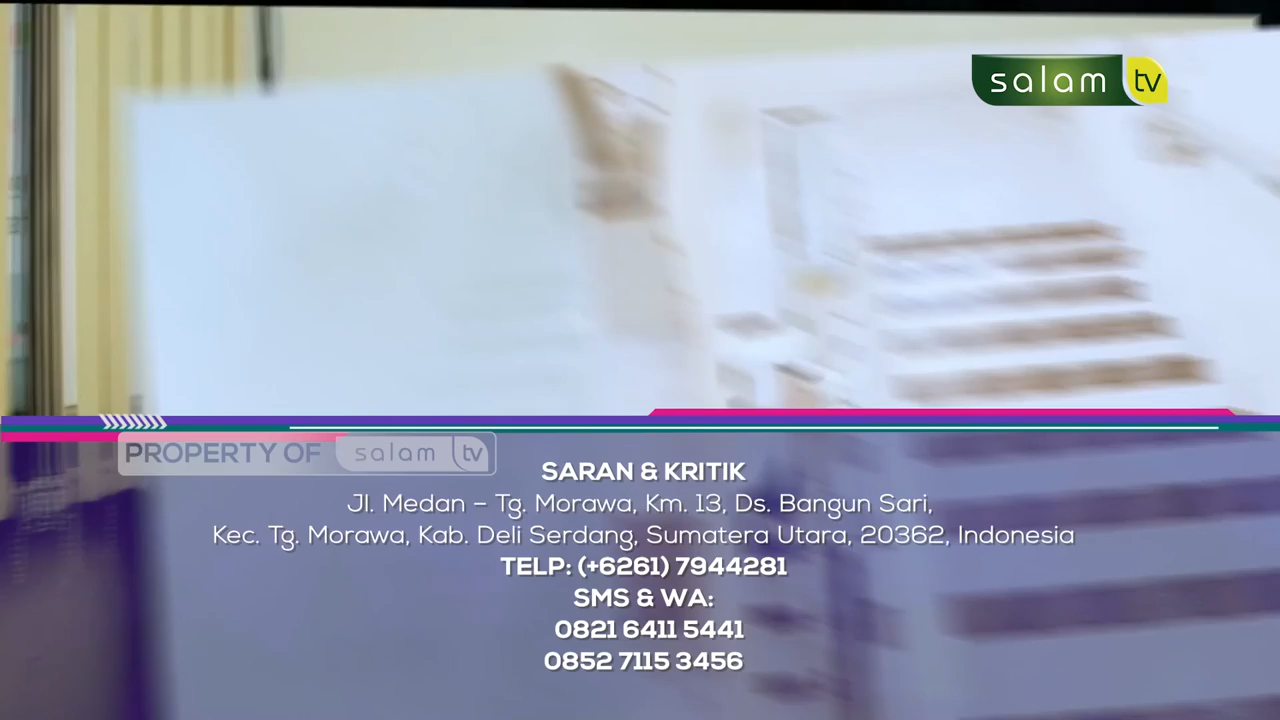 salam tv
PROPERTY OF salam tv
SARAN & KRITIK
Jl. Medan – Tg. Morawa, Km. 13, Ds. Bangun Sari,
Kec. Tg. Morawa, Kab. Deli Serdang, Sumatera Utara, 20362, Indonesia
TELP: (+6261) 7944281
SMS & WA:
0821 6411 5441
0852 7115 3456